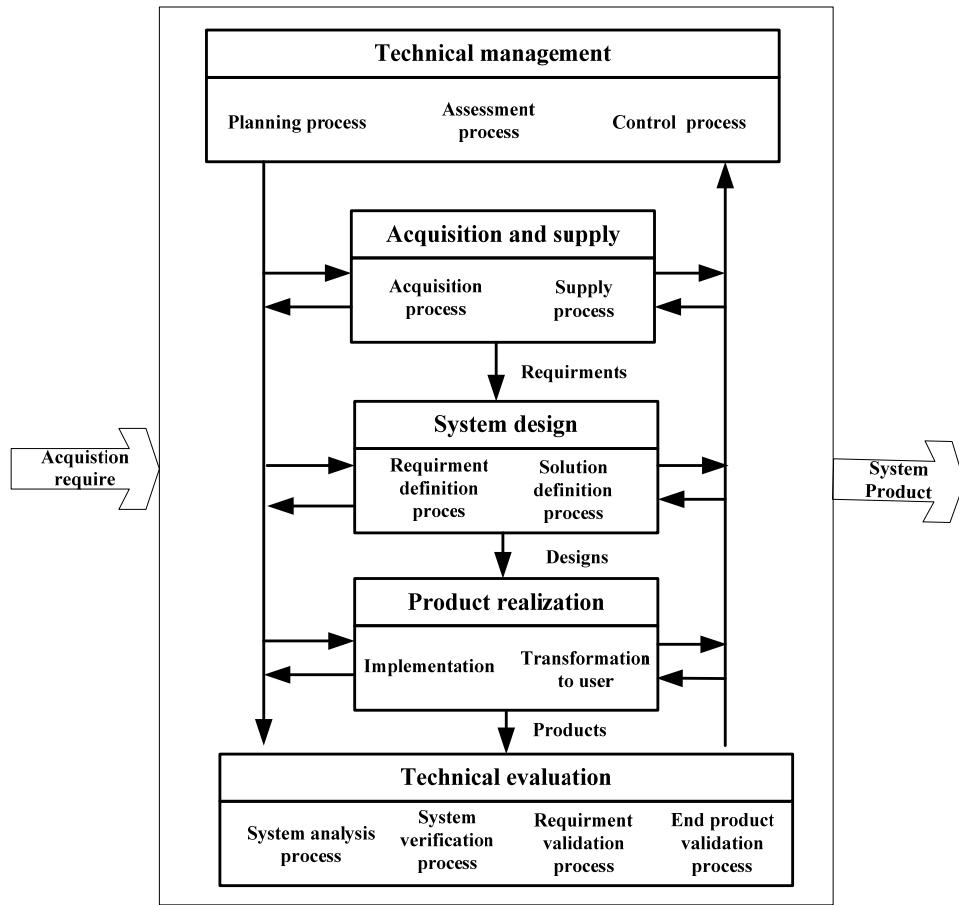 Technical management
Planning process
Assessment
process
Control process
Acquisition and supply
Acquisition
process
Supply
process
Requirments
System design
Requirment
definition
proces
Solution
definition
process
Designs
Product realization
Implementation
Transformation
to user
Products
Technical evaluation
System analysis
process
System
verification
process
Requirment
validation
process
End product
validation
process
Acquistion
require
System
Product